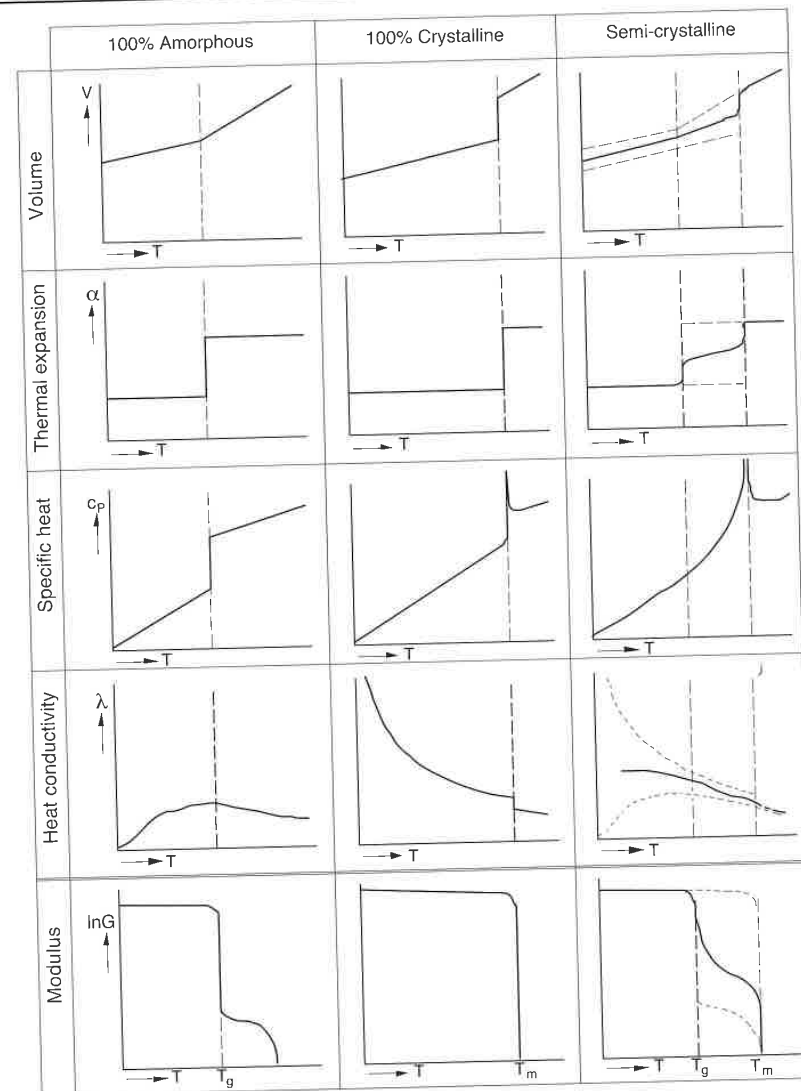 100% Amorphous
100% Crystalline
Semi-crystalline
Volume
V
T
T
T
Thermal expansion
α
T
T
T
Specific heat
cP
T
T
T
Heat conductivity
λ
T
T
T
Modulus
lnG
T Tg
T Tm
T Tg Tm